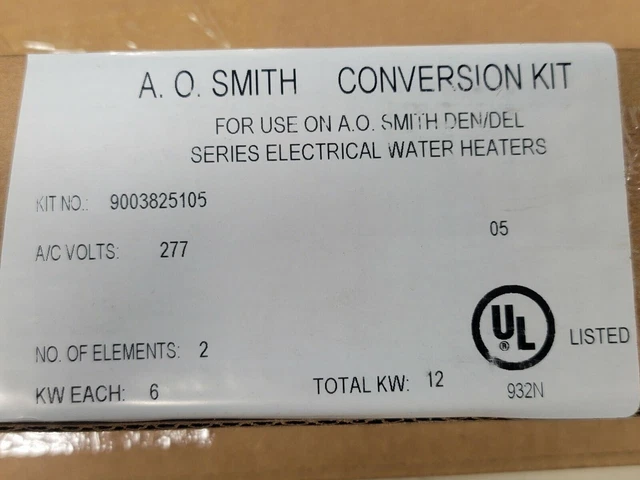 A. O. SMITH CONVERSION KIT
FOR USE ON A.O. SMITH DEN/DEL
SERIES ELECTRICAL WATER HEATERS
KIT NO.: 9003825105
05
A/C VOLTS: 277
NO. OF ELEMENTS: 2
UL® LISTED
KW EACH: 6 TOTAL KW: 12
932N